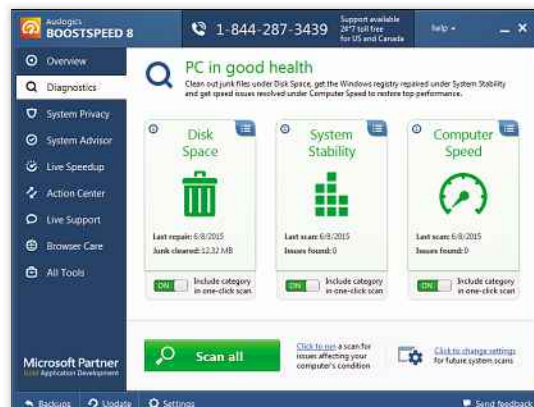 Auslogics
BOOSTSPEED 8
1-844-287-3439
Support available
24*7 toll free
for US and Canada
help
Overview
Diagnostics
System Privacy
System Advisor
Live Speedup
Action Center
Live Support
Browser Care
All Tools
Microsoft Partner
Gold Application Development
PC in good health
Clean out junk files under Disk Space, get the Windows registry repaired under System Stability
and get speed issues resolved under Computer Speed to restore top performance.
Disk
Space
Last repair: 6/8/2015
Junk cleared: 12.32 MB
ON
Include category
in one-click scan
System
Stability
Last scan: 6/8/2015
Issues found: 0
ON
Include category
in one-click scan
Computer
Speed
Last scan: 6/8/2015
Issues found: 0
ON
Include category
in one-click scan
Scan all
Click to run a scan for
issues affecting your
computer's condition
Click to change settings
for future system scans
Backups
Update
Settings
Send feedback